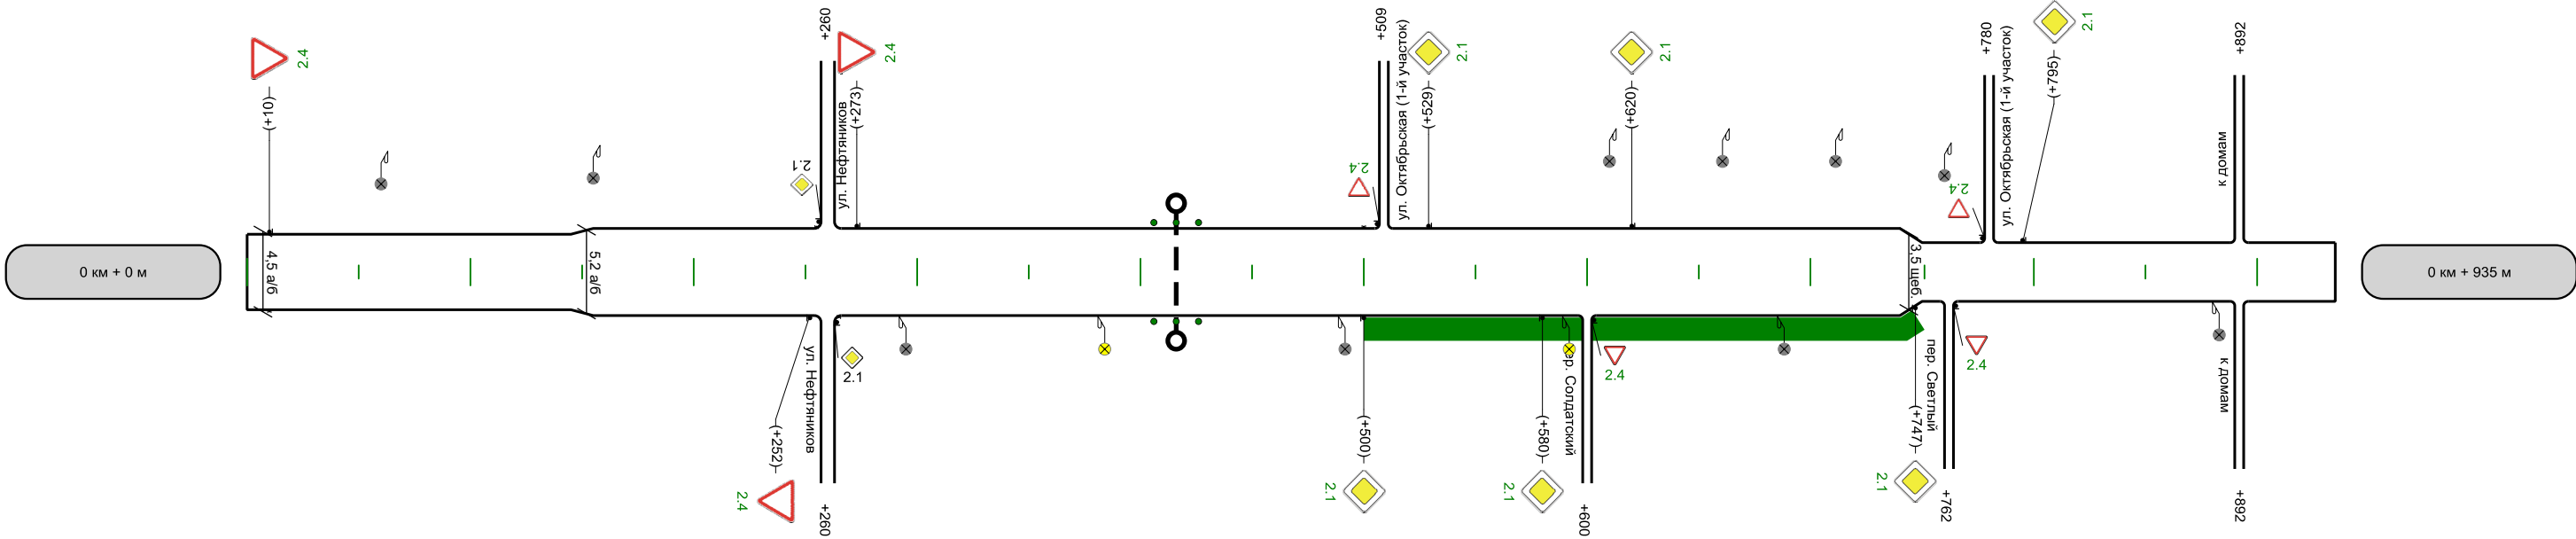 2.4
(+10)
+260
2.4
(+273)
ул. Нефтяников
2.1
+509
ул. Октябрьская (1-й участок)
2.4
2.1
(+529)
2.1
(+620)
+780
ул. Октябрьская (1-й участок)
2.4
2.1
(+795)
+892
к домам
0 км + 0 м
4,5 а/б
5,2 а/б
3,5 щеб.
0 км + 935 м
2.4
(+252)
ул. Нефтяников
+260
2.1
(+500)
2.1
(+580)
2.1
ер. Солдатский
+600
2.4
(+747)
2.1
пер. Светлый
+762
2.4
к домам
+892